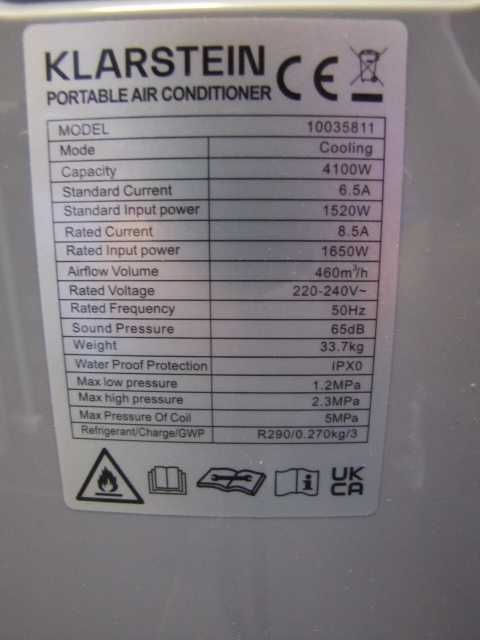 KLARSTEIN CE
PORTABLE AIR CONDITIONER
MODEL 10035811
Mode Cooling
Capacity 4100W
Standard Current 6.5A
Standard Input power 1520W
Rated Current 8.5A
Rated Input power 1650W
Airflow Volume 460m³/h
Rated Voltage 220-240V~
Rated Frequency 50Hz
Sound Pressure 65dB
Weight 33.7kg
Water Proof Protection IPX0
Max low pressure 1.2MPa
Max high pressure 2.3MPa
Max Pressure Of Coil 5MPa
Refrigerant/Charge/GWP R290/0.270kg/3
UK
CA